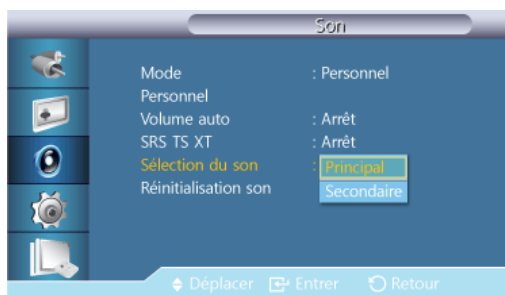 Son
Mode : Personnel
Personnel
Volume auto : Arrêt
SRS TS XT : Arrêt
Sélection du son : Principal
Secondaire
Réinitialisation son
Déplacer Entrer Retour